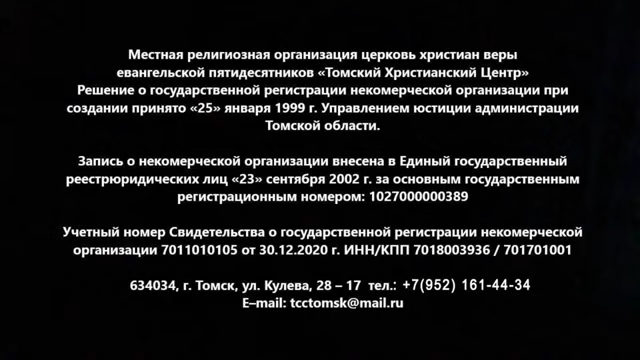 Местная религиозная организация церковь христиан веры
евангельской пятидесятников «Томский Христианский Центр»
Решение о государственной регистрации некомерческой организации при
создании принято «25» января 1999 г. Управлением юстиции администрации
Томской области.
Запись о некомерческой организации внесена в Единый государственный
реестрюридических лиц «23» сентября 2002 г. за основным государственным
регистрационным номером: 1027000000389
Учетный номер Свидетельства о государственной регистрации некомерческой
организации 7011010105 от 30.12.2020 г. ИНН/КПП 7018003936 / 701701001
634034, г. Томск, ул. Кулева, 28 – 17 тел.: +7(952) 161-44-34
E–mail: tcctomsk@mail.ru